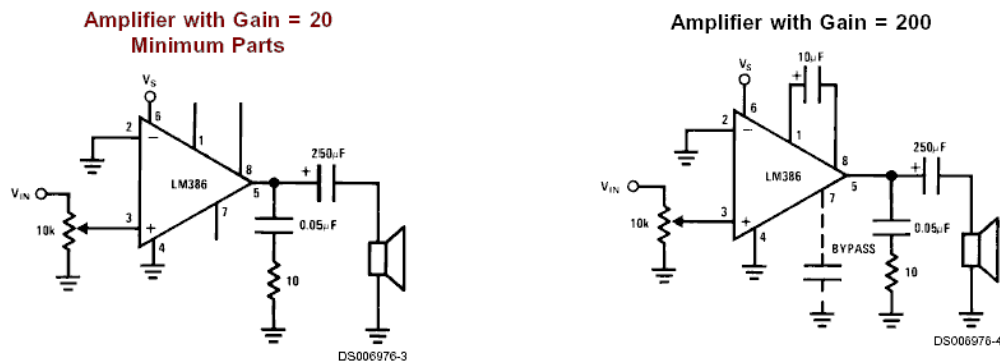 Amplifier with Gain = 20
Minimum Parts
VS
6
2
−
1
8
LM386
5
7
3
+
4
VIN
10k
+
250µF
0.05µF
10
DS006976-3
Amplifier with Gain = 200
10µF
+
VS
6
2
−
1
8
LM386
5
7
3
+
4
VIN
10k
+
250µF
0.05µF
BYPASS
10
DS006976-4